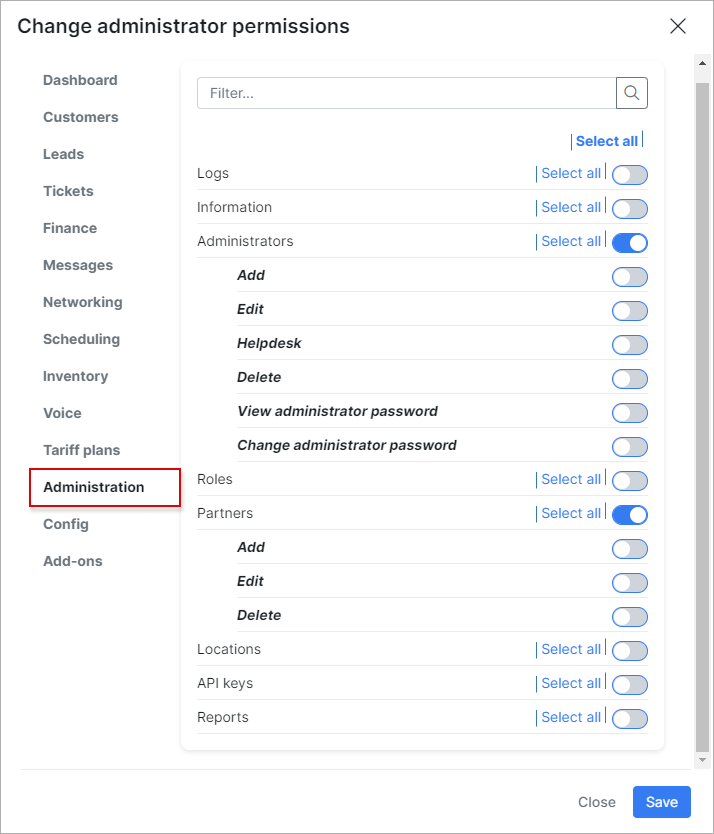 Change administrator permissions
Dashboard
Customers
Leads
Tickets
Finance
Messages
Networking
Scheduling
Inventory
Voice
Tariff plans
Administration
Config
Add-ons
Filter...
Select all
Logs Select all
Information Select all
Administrators Select all
Add
Edit
Helpdesk
Delete
View administrator password
Change administrator password
Roles Select all
Partners Select all
Add
Edit
Delete
Locations Select all
API keys Select all
Reports Select all
Close Save